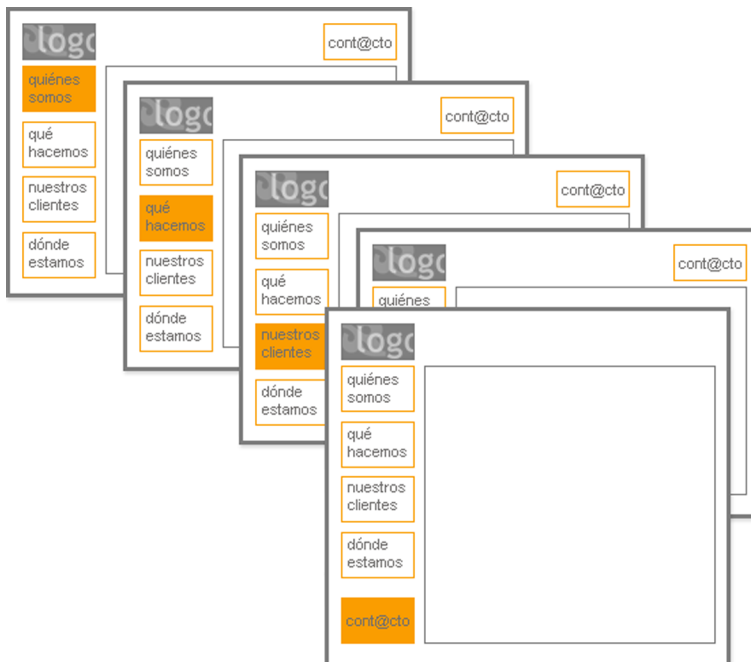 logo
cont@cto
quiénes
somos
qué
hacemos
nuestros
clientes
dónde
estamos
logo
cont@cto
quiénes
somos
qué
hacemos
nuestros
clientes
dónde
estamos
logo
cont@cto
quiénes
somos
qué
hacemos
nuestros
clientes
dónde
estamos
logo
cont@cto
quiénes
logo
quiénes
somos
qué
hacemos
nuestros
clientes
dónde
estamos
cont@cto